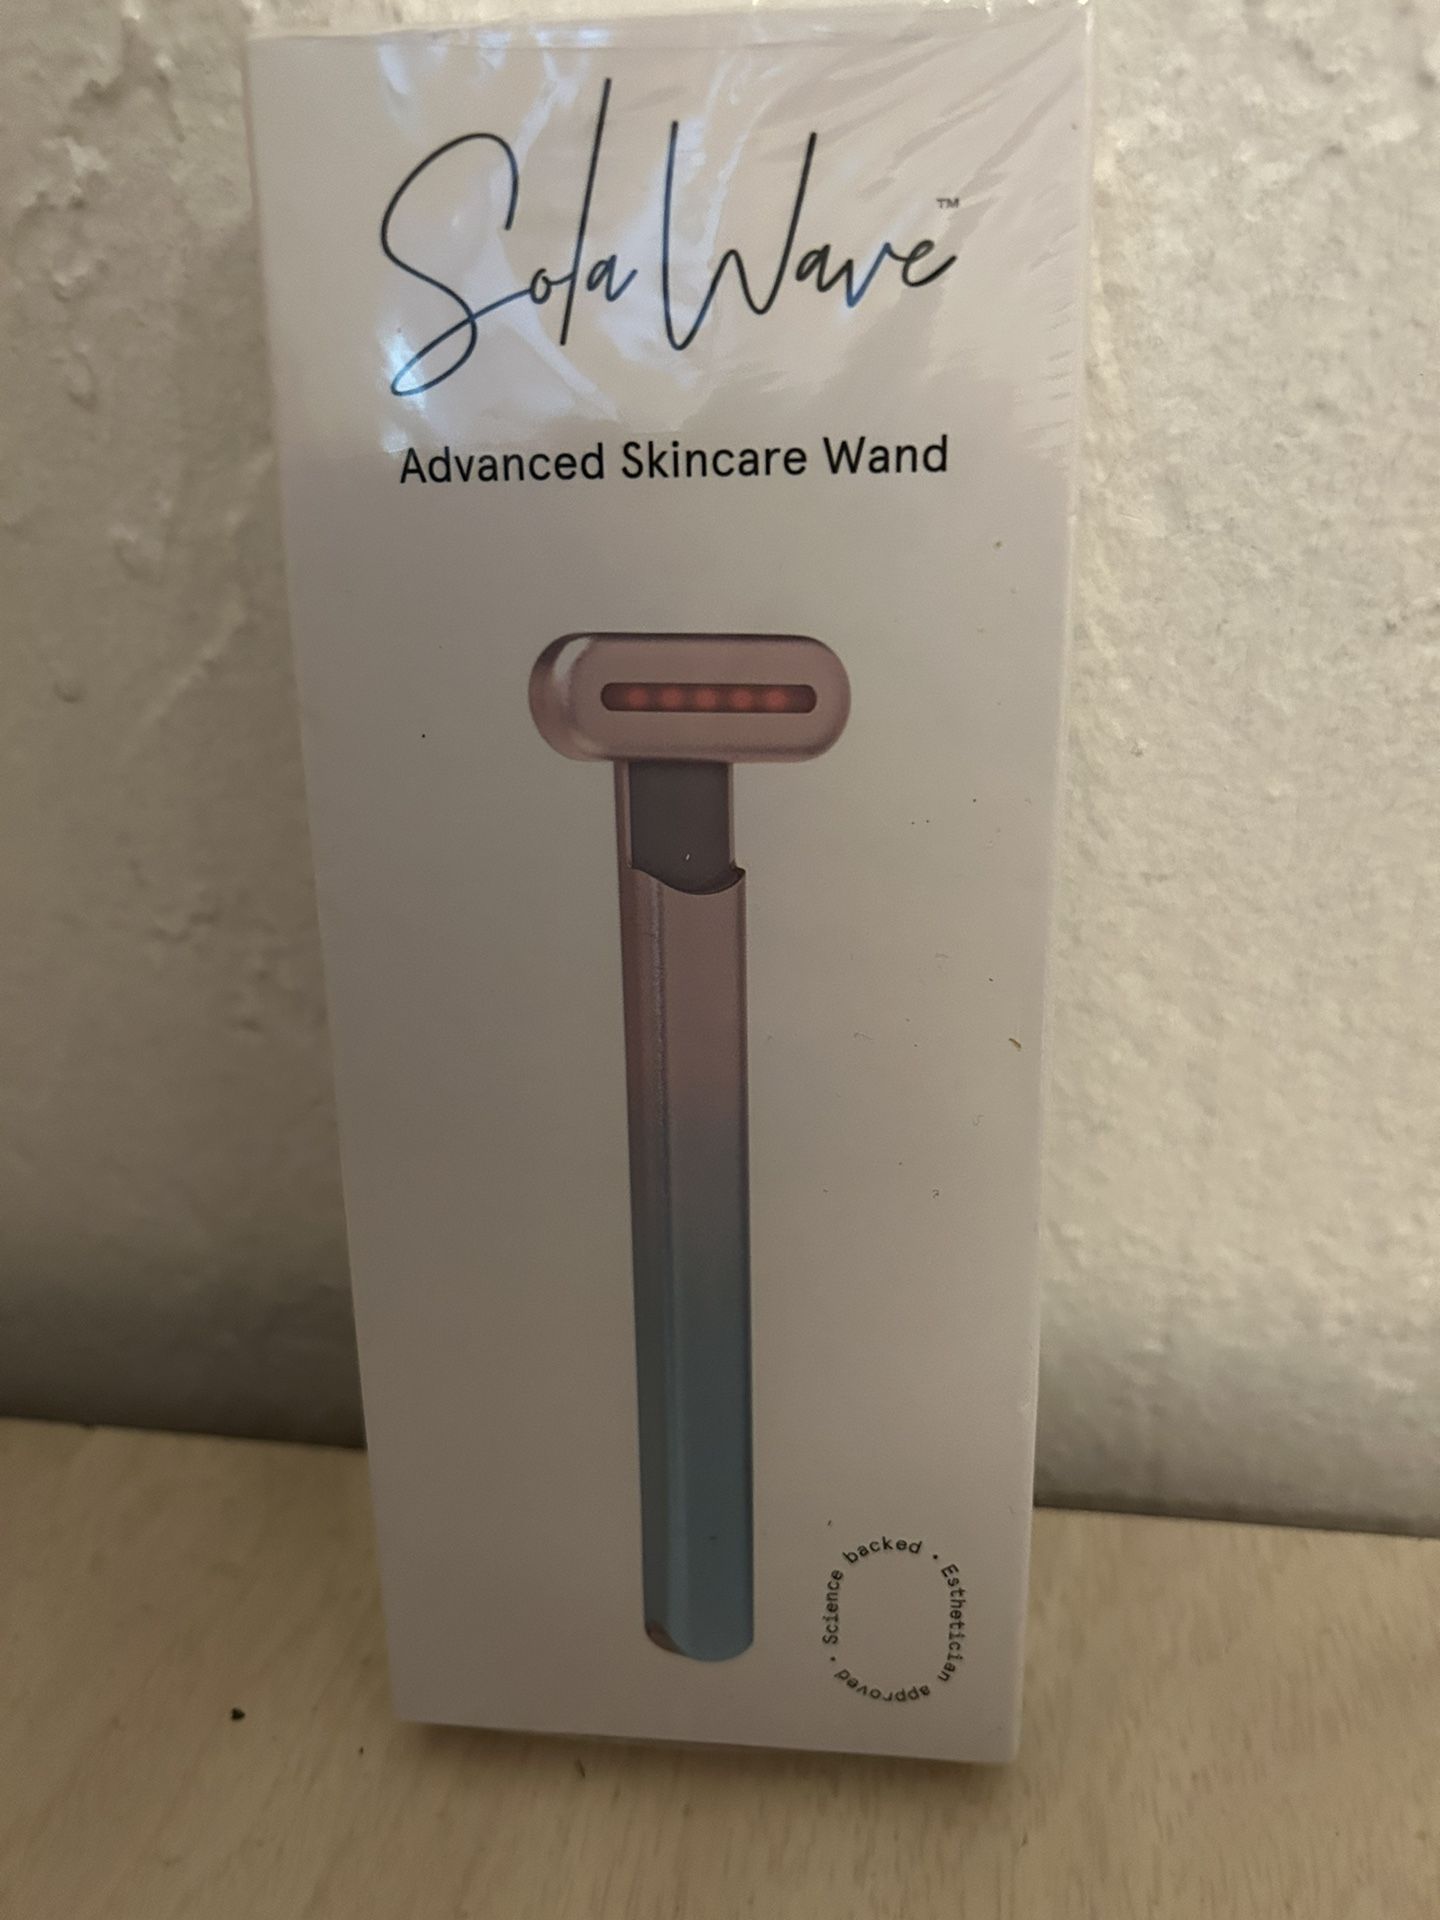 SolaWave™
Advanced Skincare Wand
Science backed • Esthetician approved •